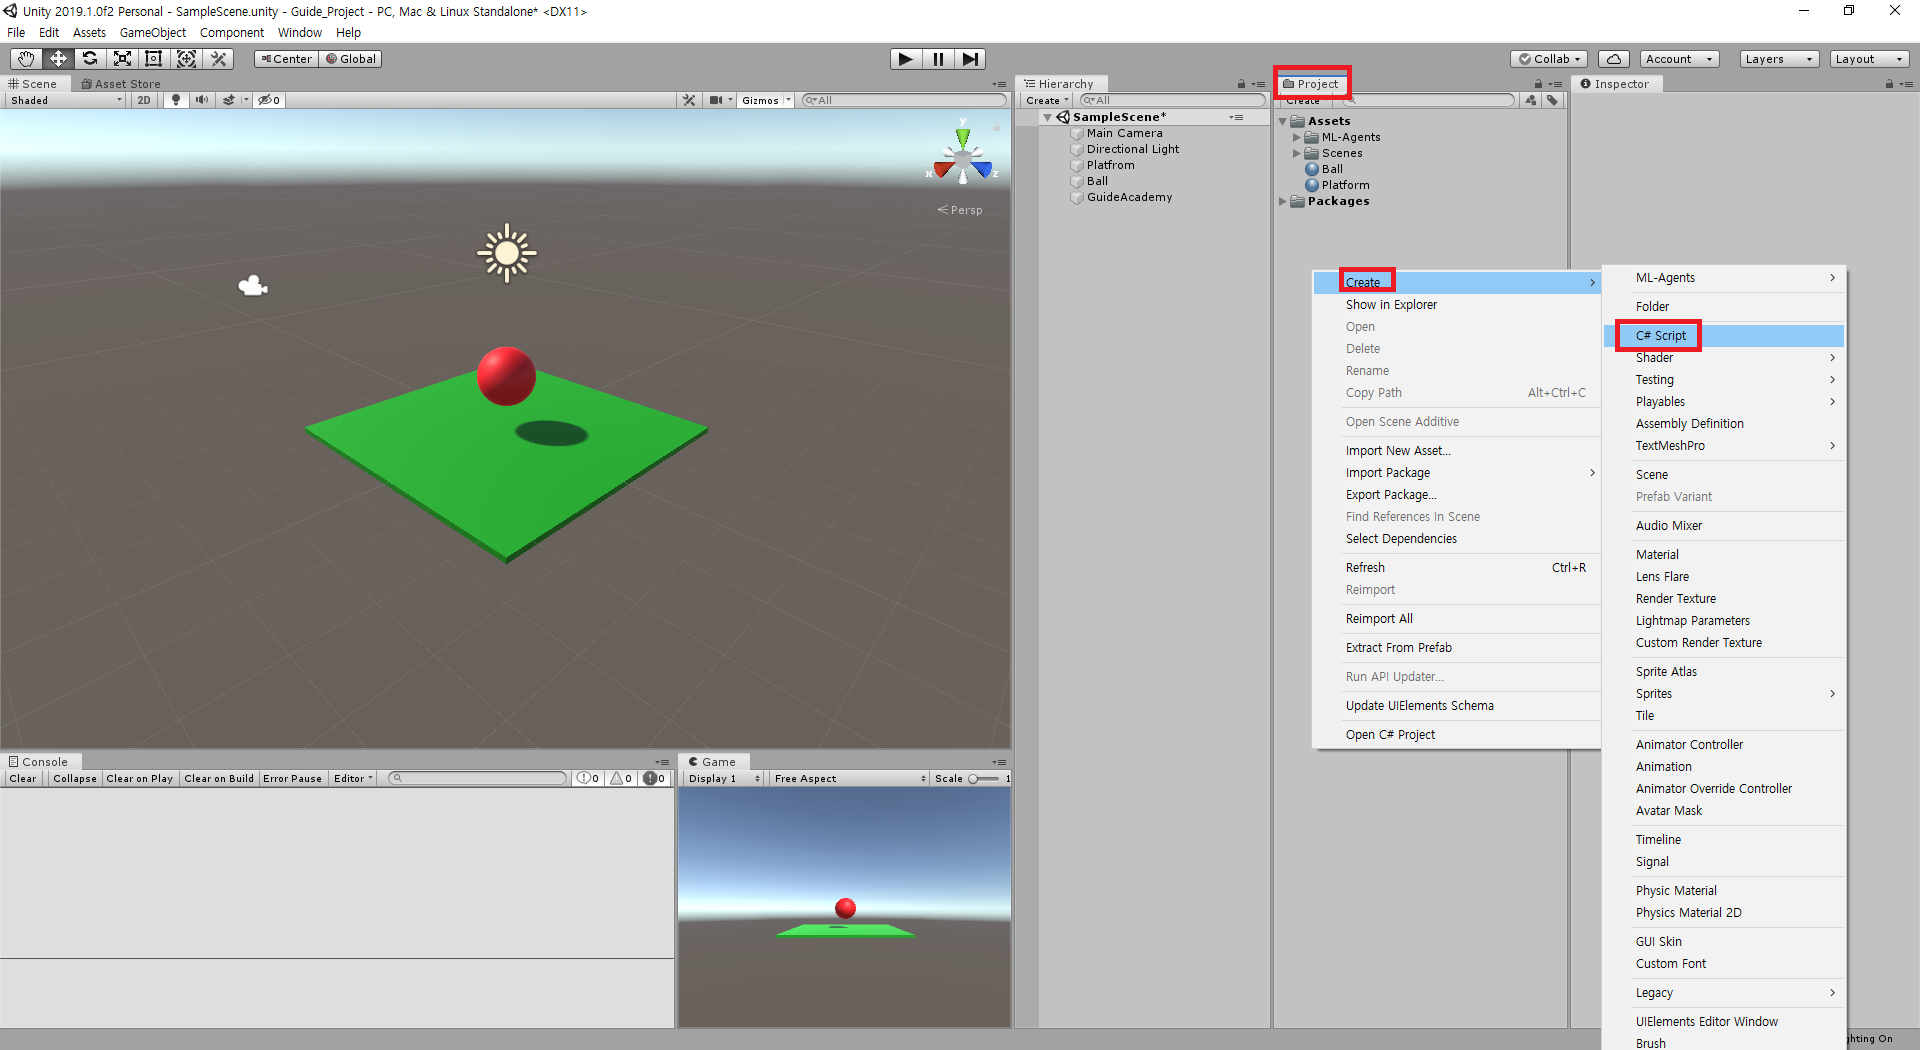 Unity 2019.1.0f2 Personal - SampleScene.unity - Guide_Project - PC, Mac & Linux Standalone* <DX11>
File Edit Assets GameObject Component Window Help
Center Global
Collab Account Layers Layout
Scene Asset Store
Shaded 2D 0 Gizmos All
y
x
z
Persp
Hierarchy
Create All
SampleScene*
Main Camera
Directional Light
Platfrom
Ball
GuideAcademy
Project
Create
Assets
ML-Agents
Scenes
Ball
Platform
Packages
Inspector
Create
Show in Explorer
Open
Delete
Rename
Copy Path Alt+Ctrl+C
Open Scene Additive
Import New Asset...
Import Package
Export Package...
Find References In Scene
Select Dependencies
Refresh Ctrl+R
Reimport
Reimport All
Extract From Prefab
Run API Updater...
Update UIElements Schema
Open C# Project
ML-Agents
Folder
C# Script
Shader
Testing
Playables
Assembly Definition
TextMeshPro
Scene
Prefab Variant
Audio Mixer
Material
Lens Flare
Render Texture
Lightmap Parameters
Custom Render Texture
Sprite Atlas
Sprites
Tile
Animator Controller
Animation
Animator Override Controller
Avatar Mask
Timeline
Signal
Physic Material
Physics Material 2D
GUI Skin
Custom Font
Legacy
UIElements Editor Window
Brush
Console
Clear Collapse Clear on Play Clear on Build Error Pause Editor 0 0 0
Game
Display 1 Free Aspect Scale 1
ghting On